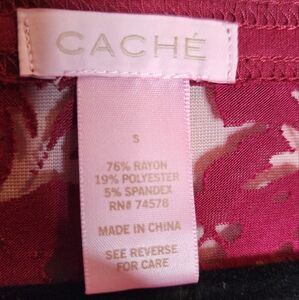 CACHÉ
S
76% RAYON
19% POLYESTER
5% SPANDEX
RN# 74578
MADE IN CHINA
SEE REVERSE
FOR CARE